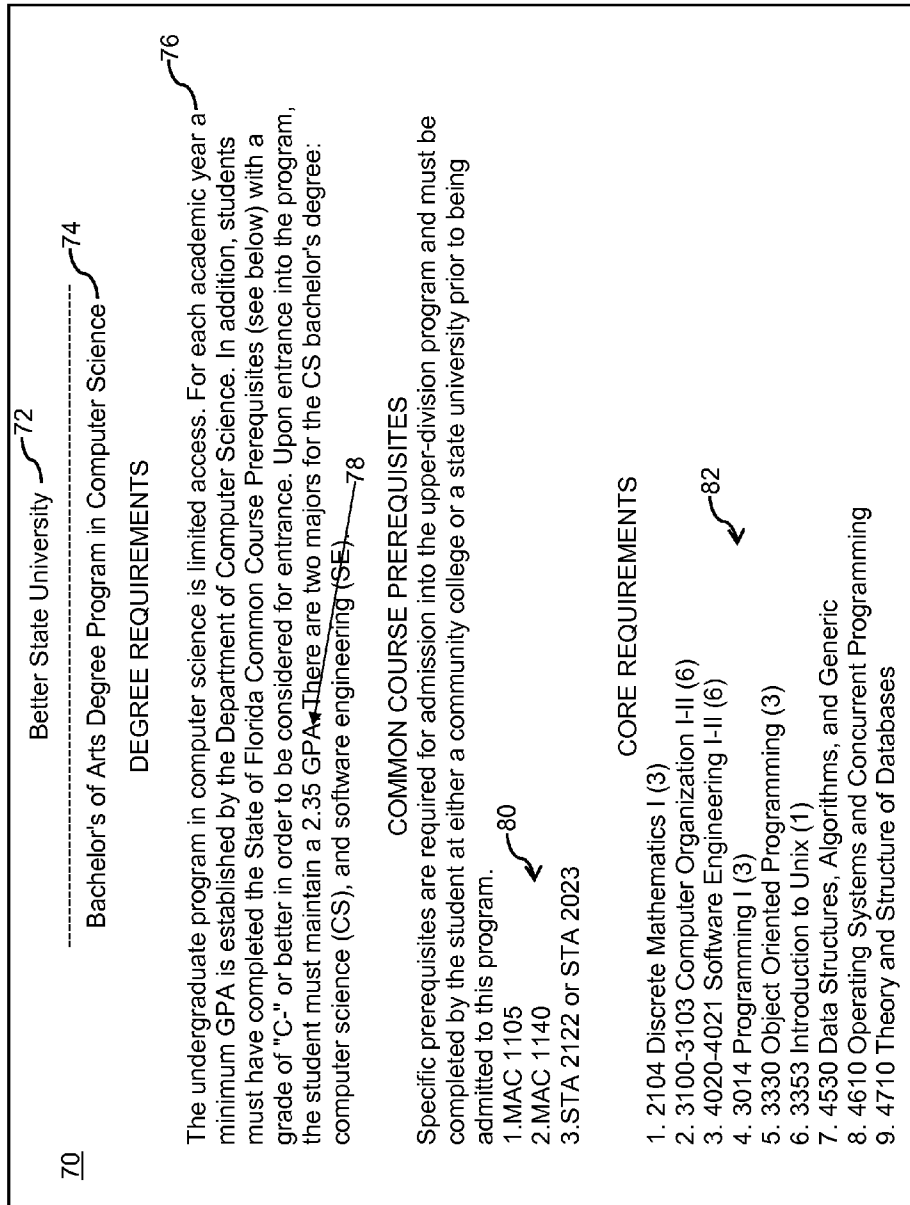 70
Better State University 72
Bachelor's of Arts Degree Program in Computer Science 74
DEGREE REQUIREMENTS
The undergraduate program in computer science is limited access. For each academic year a 76
minimum GPA is established by the Department of Computer Science. In addition, students
must have completed the State of Florida Common Course Prerequisites (see below) with a
grade of "C-" or better in order to be considered for entrance. Upon entrance into the program,
the student must maintain a 2.35 GPA. There are two majors for the CS bachelor's degree:
computer science (CS), and software engineering (SE). 78
COMMON COURSE PREREQUISITES
Specific prerequisites are required for admission into the upper-division program and must be
completed by the student at either a community college or a state university prior to being
admitted to this program.
1.MAC 1105 80
2.MAC 1140
3.STA 2122 or STA 2023
CORE REQUIREMENTS
1. 2104 Discrete Mathematics I (3)
2. 3100-3103 Computer Organization I-II (6) 82
3. 4020-4021 Software Engineering I-II (6)
4. 3014 Programming I (3)
5. 3330 Object Oriented Programming (3)
6. 3353 Introduction to Unix (1)
7. 4530 Data Structures, Algorithms, and Generic
8. 4610 Operating Systems and Concurrent Programming
9. 4710 Theory and Structure of Databases